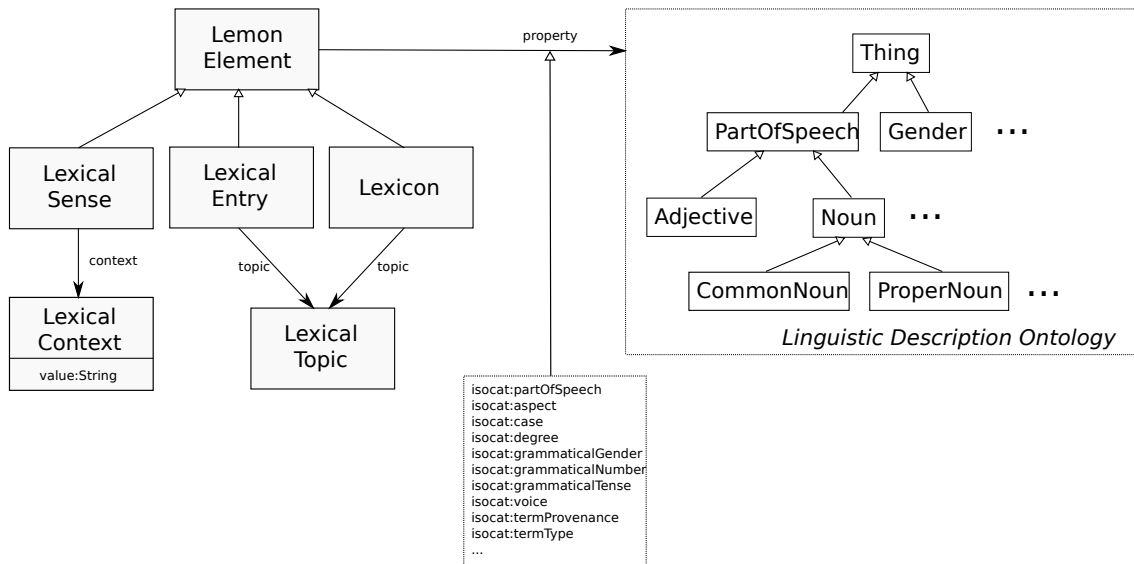 Lemon
Element
property
Thing
PartOfSpeech
Gender
...
Lexical
Sense
Lexical
Entry
Lexicon
Adjective
Noun
...
context
topic
topic
CommonNoun
ProperNoun
...
Lexical
Context
value:String
Lexical
Topic
Linguistic Description Ontology
isocat:partOfSpeech
isocat:aspect
isocat:case
isocat:degree
isocat:grammaticalGender
isocat:grammaticalNumber
isocat:grammaticalTense
isocat:voice
isocat:termProvenance
isocat:termType
...